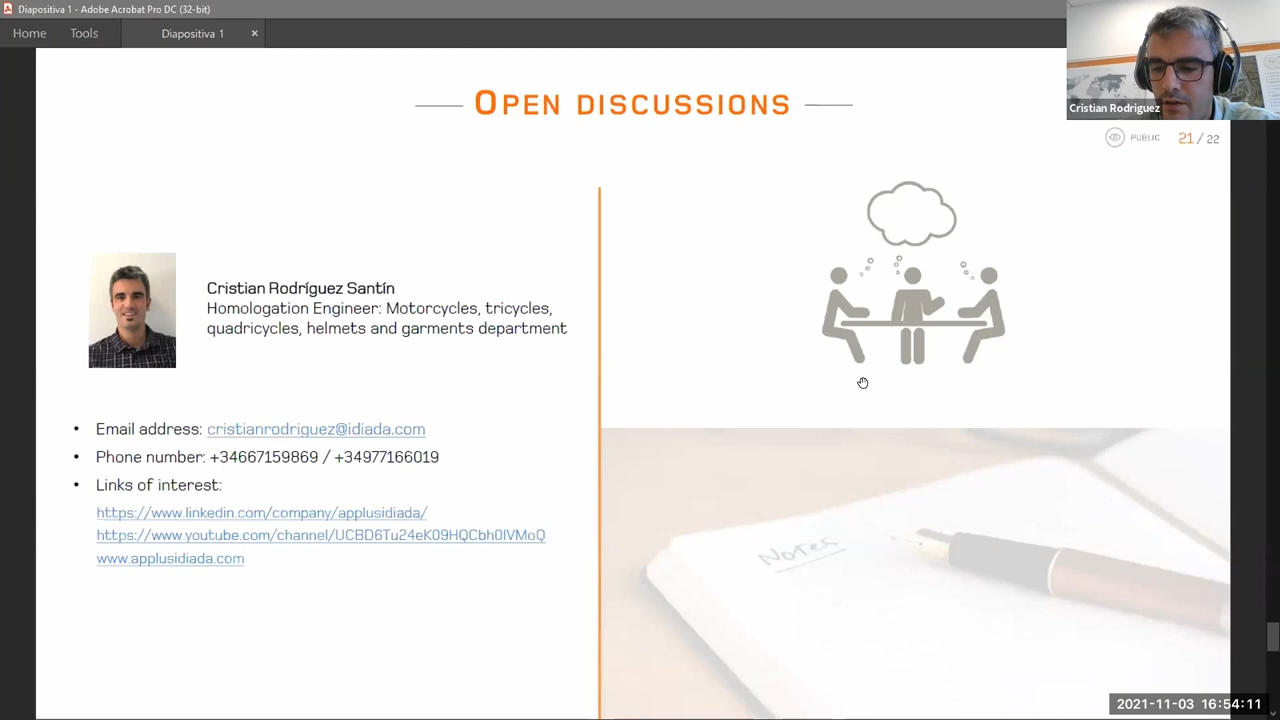 Diapositiva 1 - Adobe Acrobat Pro DC (32-bit)
Home Tools Diapositiva 1 ×
Cristian Rodriguez
OPEN DISCUSSIONS
PUBLIC 21 / 22
Cristian Rodríguez Santín
Homologation Engineer: Motorcycles, tricycles,
quadricycles, helmets and garments department
• Email address: cristianrodriguez@idiada.com
• Phone number: +34667159869 / +34977166019
• Links of interest:
https://www.linkedin.com/company/applusidiada/
https://www.youtube.com/channel/UCBD6Tu24eK09HQCbh0lVMoQ
www.applusidiada.com
Notes
2021-11-03 16:54:11